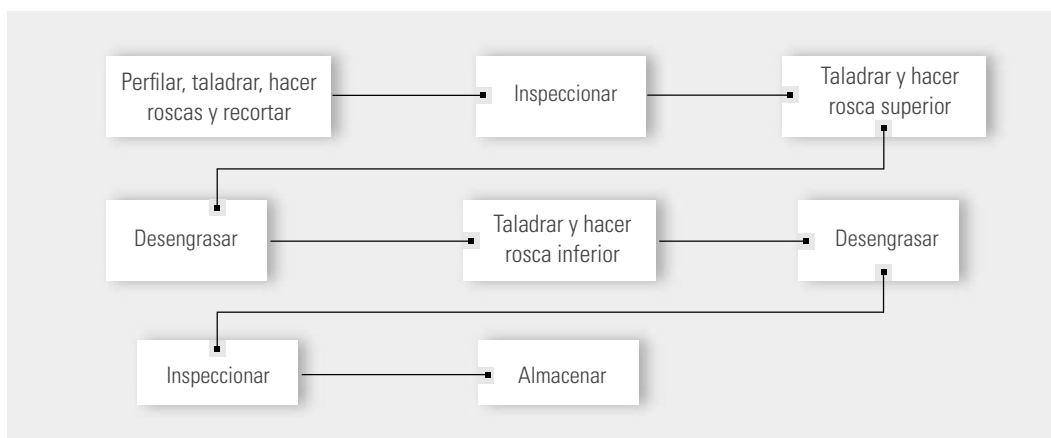 Perfilar, taladrar, hacer
roscas y recortar
Inspeccionar
Taladrar y hacer
rosca superior
Desengrasar
Taladrar y hacer
rosca inferior
Desengrasar
Inspeccionar
Almacenar